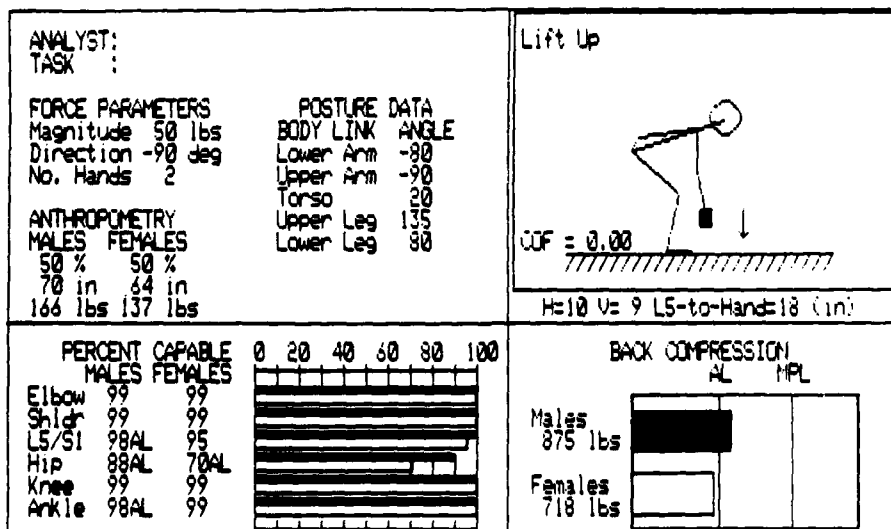 ANALYST:
TASK :
FORCE PARAMETERS
Magnitude 50 lbs
Direction -90 deg
No. Hands 2
ANTHROPOMETRY
MALES FEMALES
50 % 50 %
70 in 64 in
166 lbs 137 lbs
POSTURE DATA
BODY LINK ANGLE
Lower Arm -80
Upper Arm -90
Torso 20
Upper Leg 135
Lower Leg 80
Lift Up
COF = 0.00
H=10 V= 9 L5-to-Hand=18 (in)
PERCENT CAPABLE 0 20 40 60 80 100
MALES FEMALES
Elbow 99 99
Shldr 99 99
L5/S1 98AL 95
Hip 88AL 70AL
Knee 99 99
Ankle 98AL 99
BACK COMPRESSION
AL MPL
Males
875 lbs
Females
718 lbs